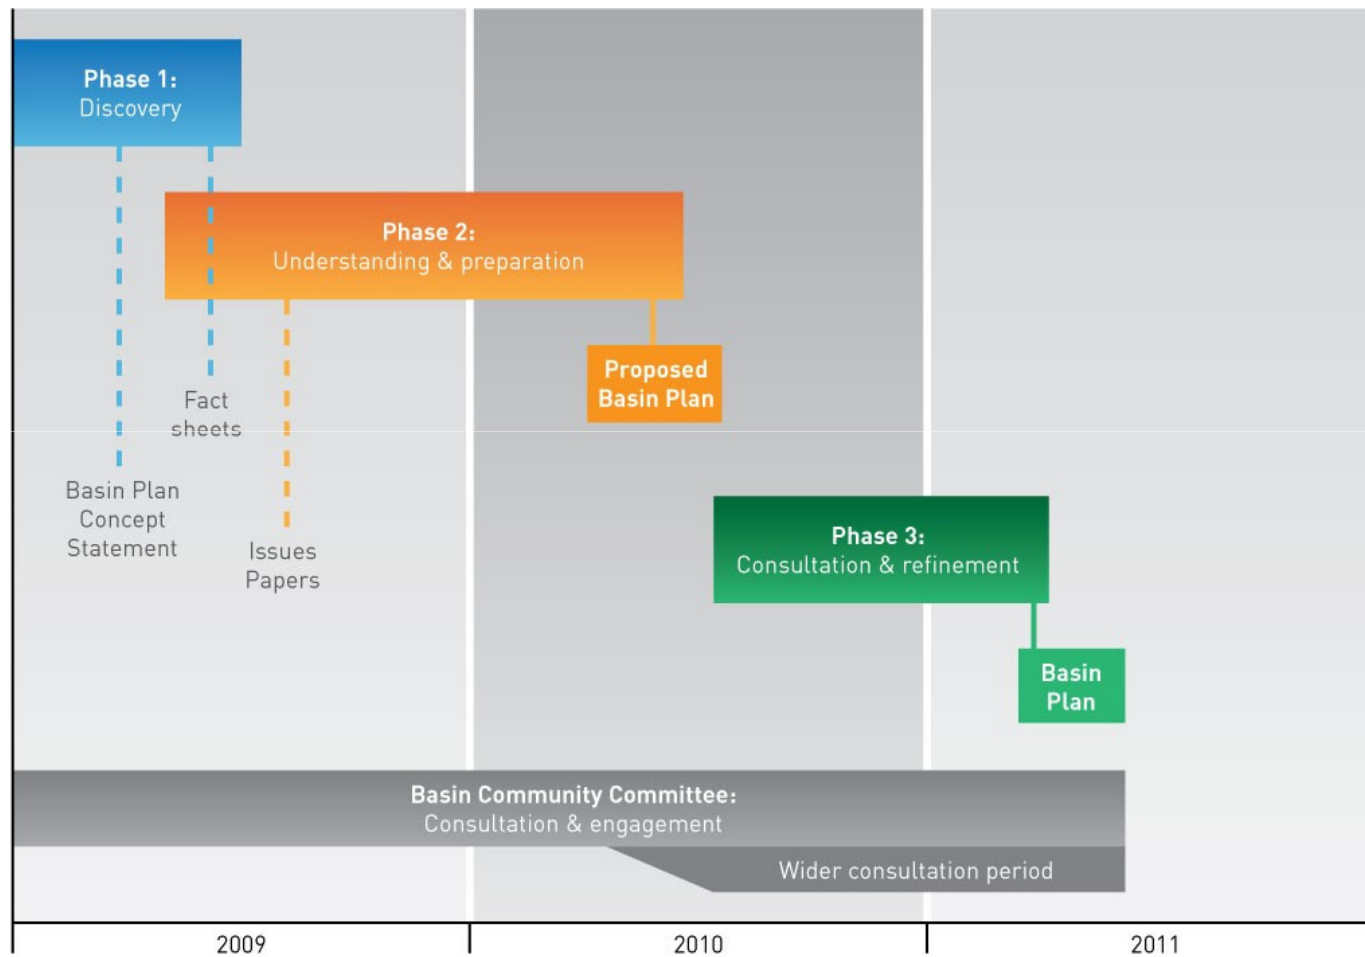 Phase 1:
Discovery
Phase 2:
Understanding & preparation
Proposed
Basin Plan
Fact
sheets
Basin Plan
Concept
Statement
Issues
Papers
Phase 3:
Consultation & refinement
Basin
Plan
Basin Community Committee:
Consultation & engagement
Wider consultation period
2009
2010
2011